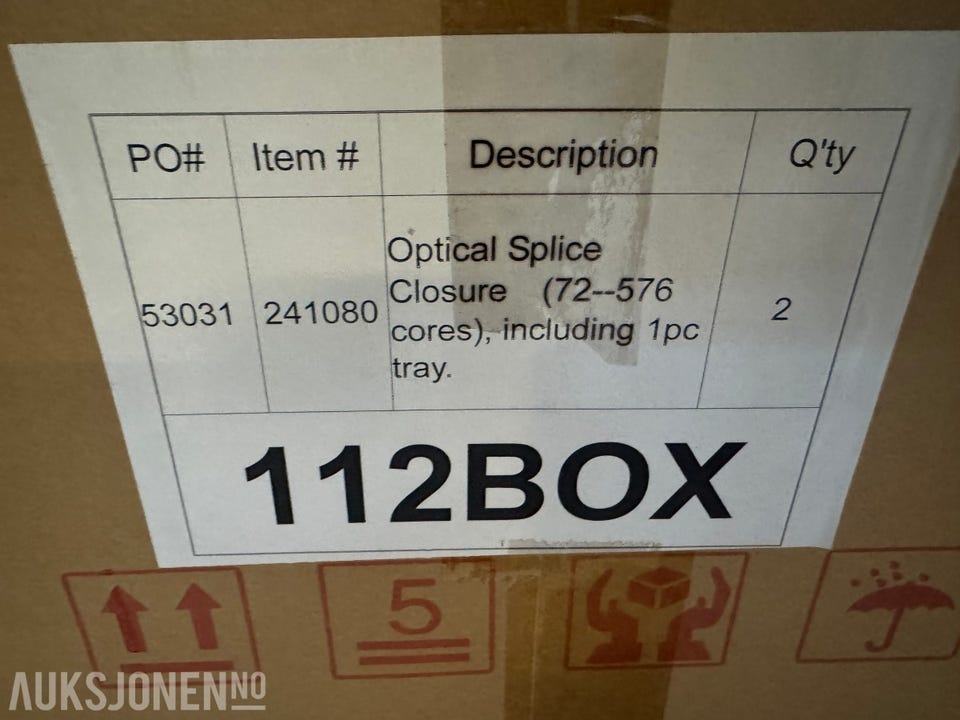 PO# Item # Description Q'ty
53031 241080 Optical Splice 2
Closure (72--576
cores), including 1pc
tray.
112BOX
5
AUKSJONEN NO